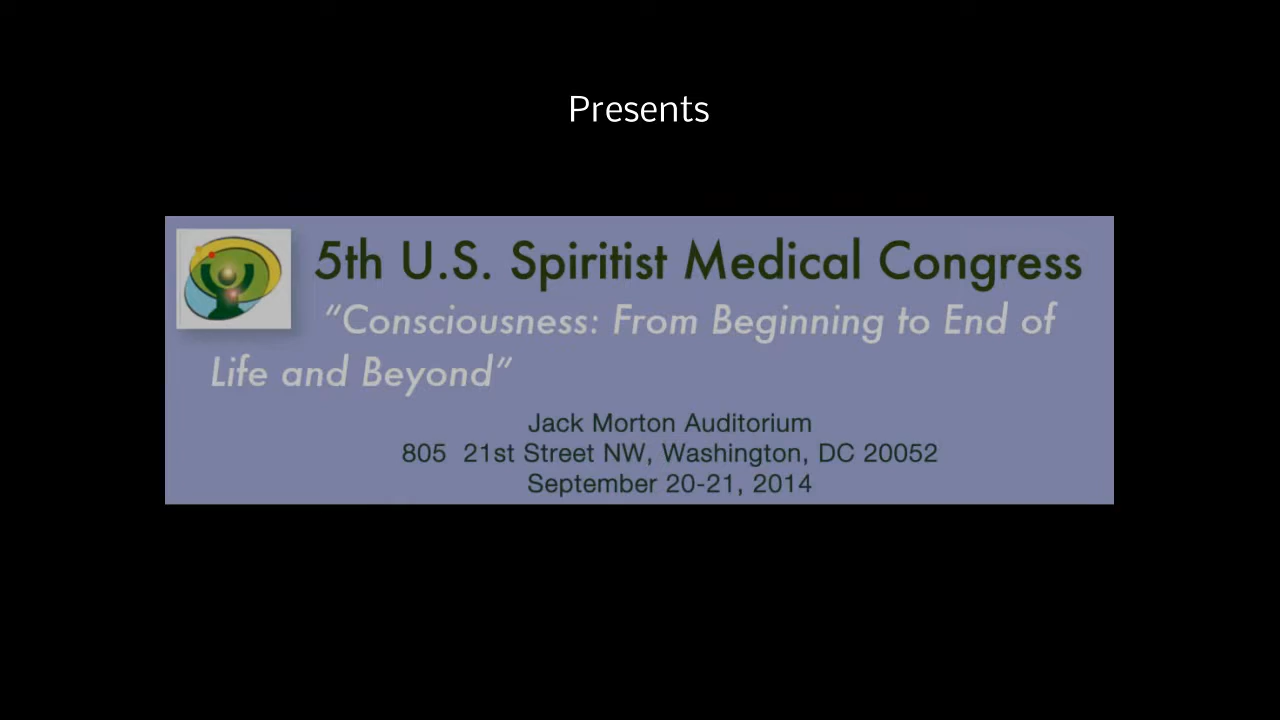 Presents
5th U.S. Spiritist Medical Congress
“Consciousness: From Beginning to End of
Life and Beyond“
Jack Morton Auditorium
805 21st Street NW, Washington, DC 20052
September 20-21, 2014